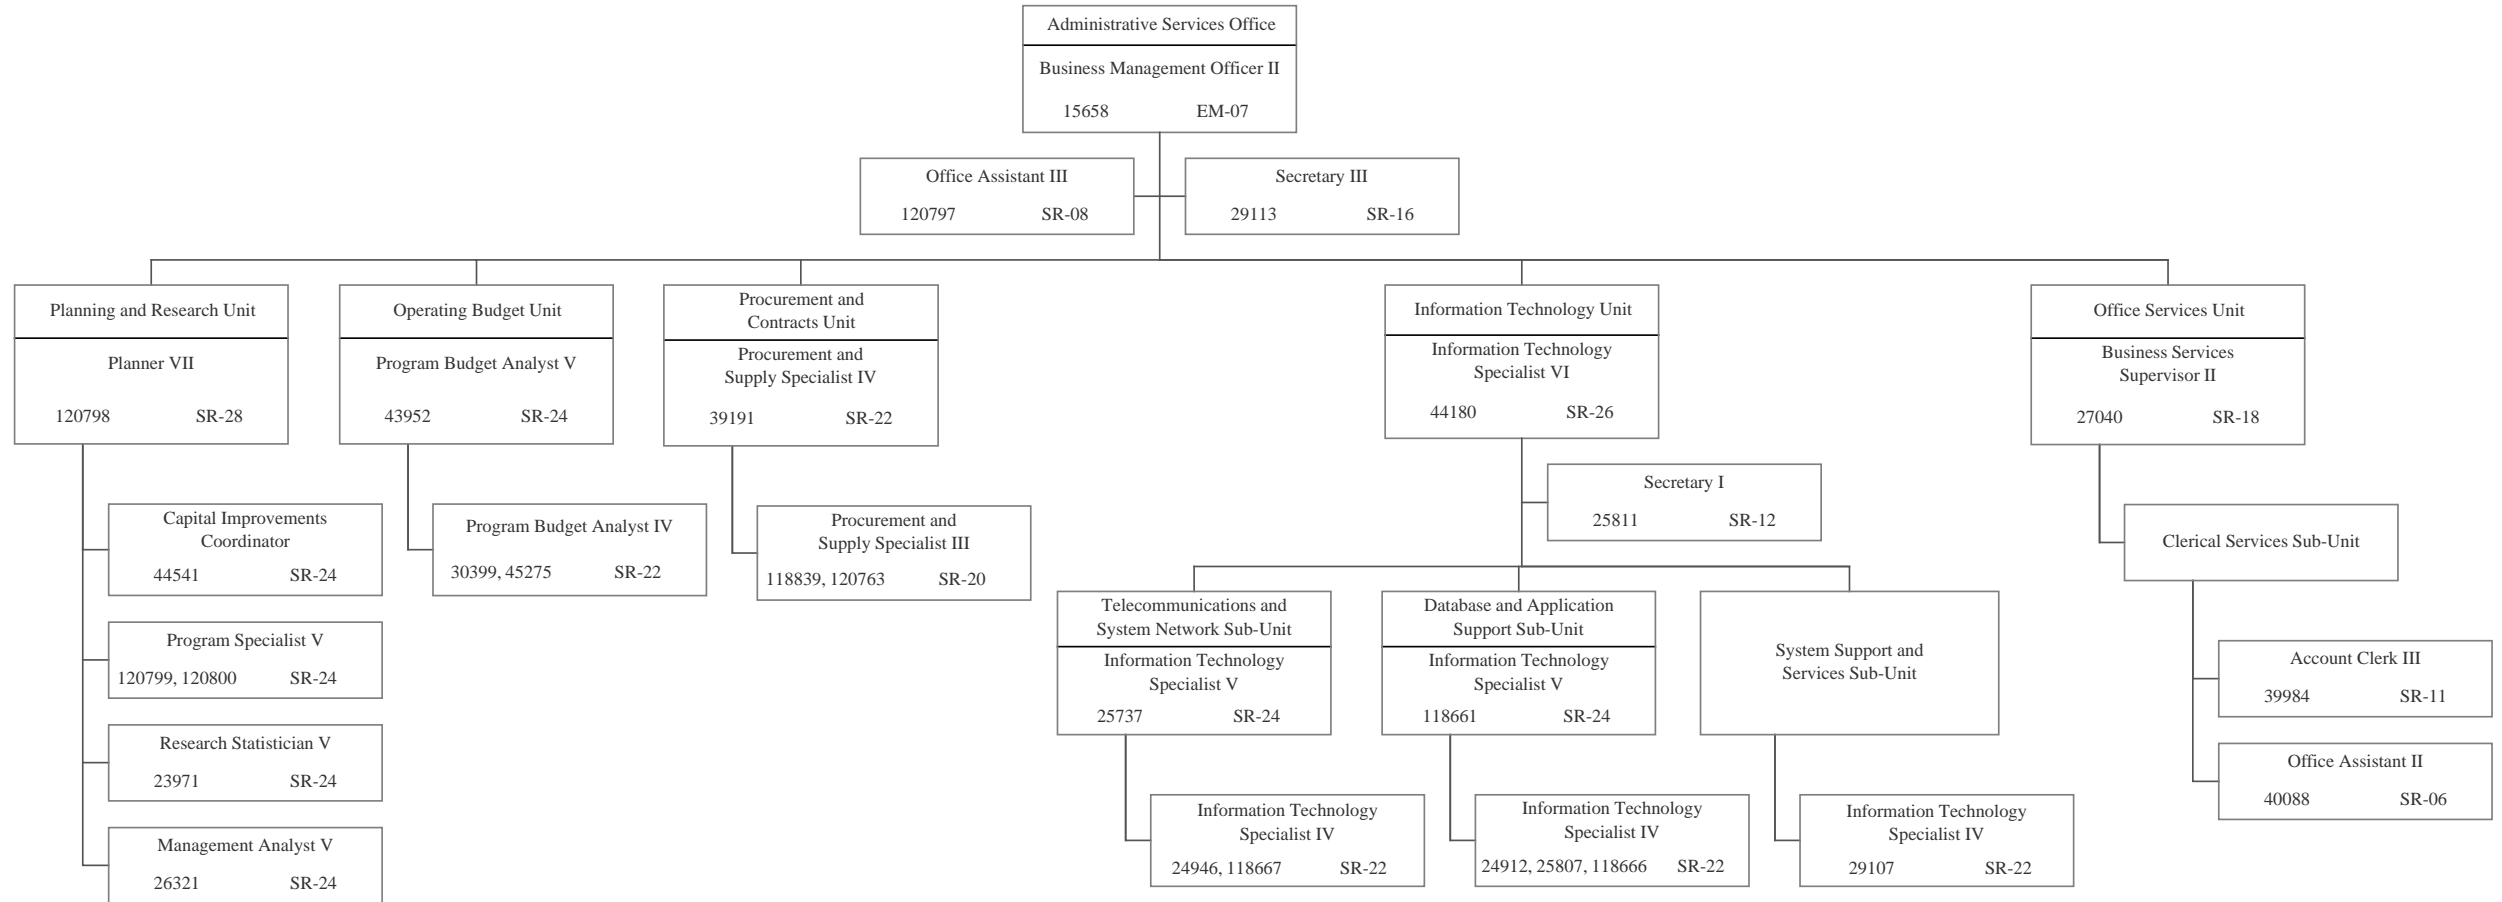 Administrative Services Office
Business Management Officer II
15658 EM-07
Office Assistant III
120797 SR-08
Secretary III
29113 SR-16
Planning and Research Unit
Planner VII
120798 SR-28
Operating Budget Unit
Program Budget Analyst V
43952 SR-24
Procurement and
Contracts Unit
Procurement and
Supply Specialist IV
39191 SR-22
Information Technology Unit
Information Technology
Specialist VI
44180 SR-26
Office Services Unit
Business Services
Supervisor II
27040 SR-18
Capital Improvements
Coordinator
44541 SR-24
Program Specialist V
120799, 120800 SR-24
Research Statistician V
23971 SR-24
Management Analyst V
26321 SR-24
Program Budget Analyst IV
30399, 45275 SR-22
Procurement and
Supply Specialist III
118839, 120763 SR-20
Secretary I
25811 SR-12
Telecommunications and
System Network Sub-Unit
Information Technology
Specialist V
25737 SR-24
Information Technology
Specialist IV
24946, 118667 SR-22
Database and Application
Support Sub-Unit
Information Technology
Specialist V
118661 SR-24
Information Technology
Specialist IV
24912, 25807, 118666 SR-22
System Support and
Services Sub-Unit
Information Technology
Specialist IV
29107 SR-22
Clerical Services Sub-Unit
Account Clerk III
39984 SR-11
Office Assistant II
40088 SR-06